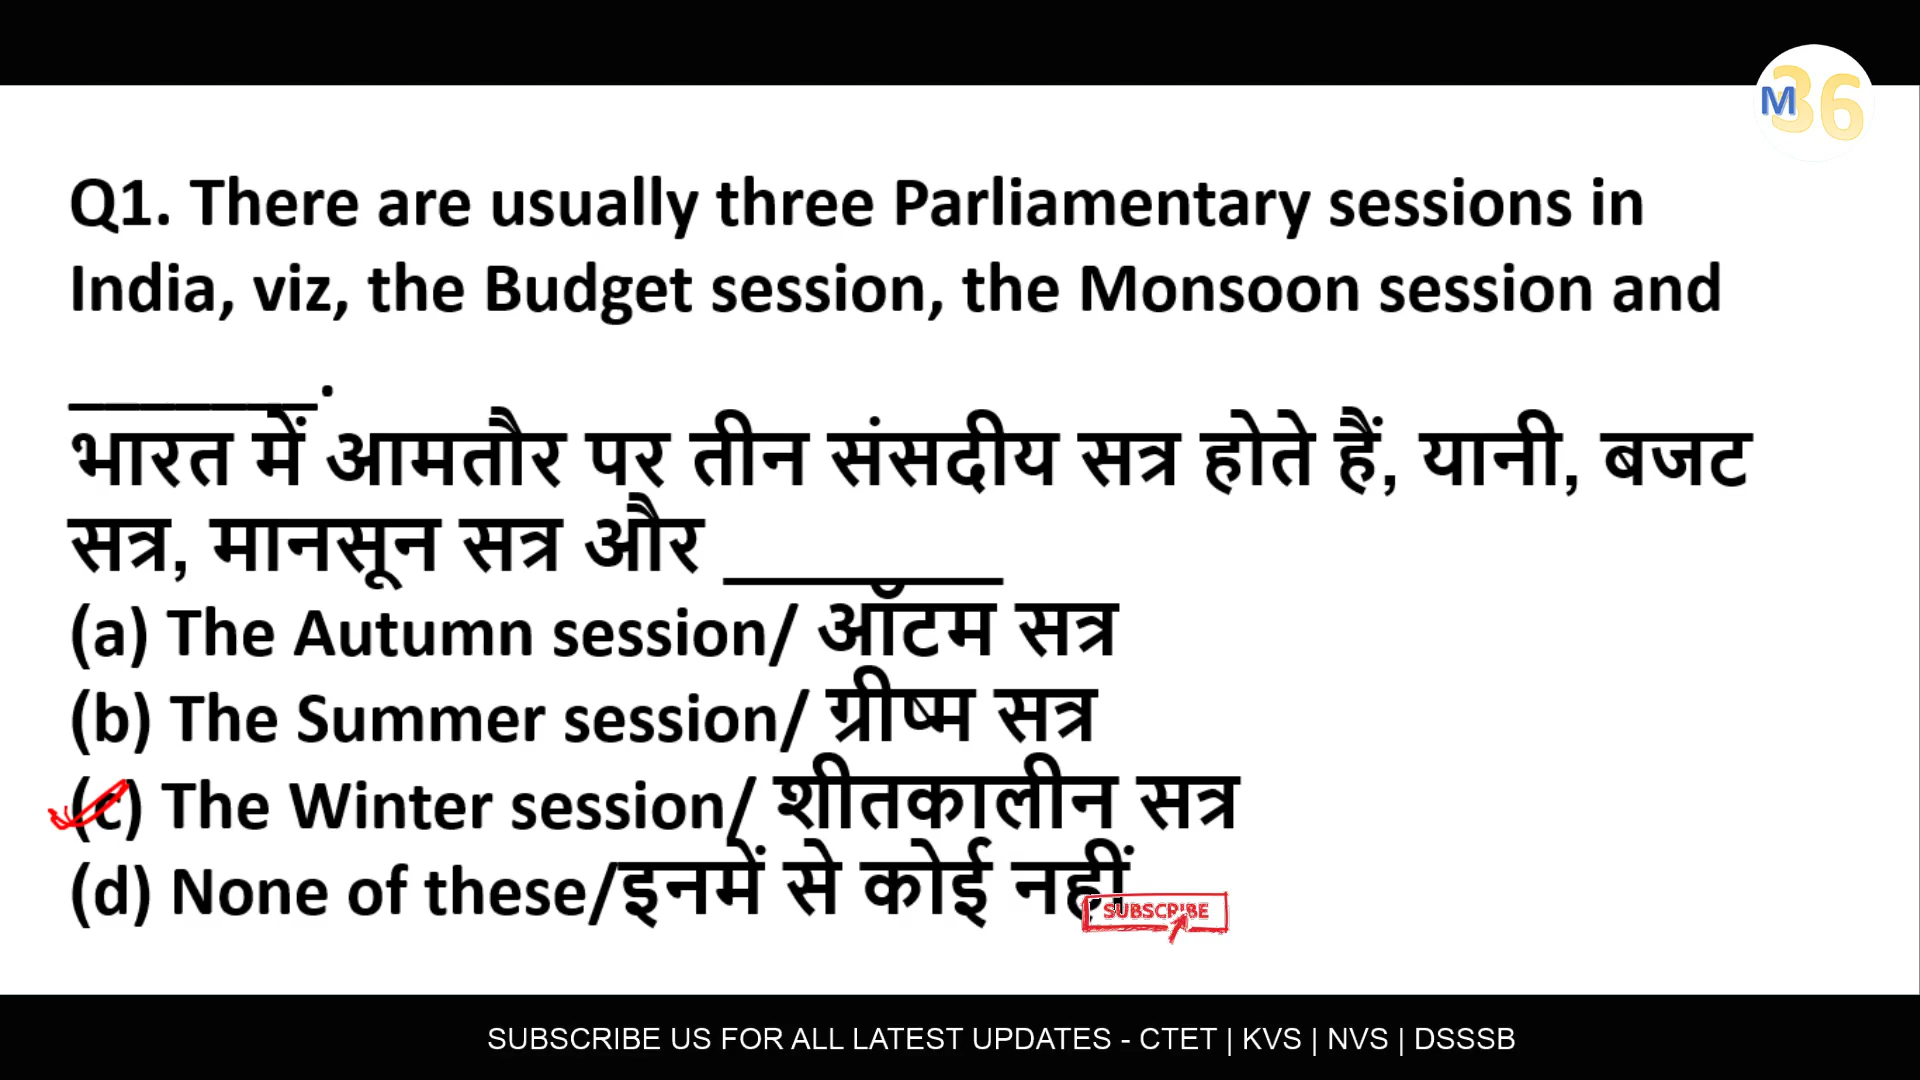 M36
Q1. There are usually three Parliamentary sessions in
India, viz, the Budget session, the Monsoon session and
_______.
भारत में आमतौर पर तीन संसदीय सत्र होते हैं, यानी, बजट
सत्र, मानसून सत्र और ________
(a) The Autumn session/ ऑटम सत्र
(b) The Summer session/ ग्रीष्म सत्र
(c) The Winter session/ शीतकालीन सत्र
(d) None of these/इनमें से कोई नहीं
SUBSCRIBE
SUBSCRIBE US FOR ALL LATEST UPDATES - CTET | KVS | NVS | DSSSB